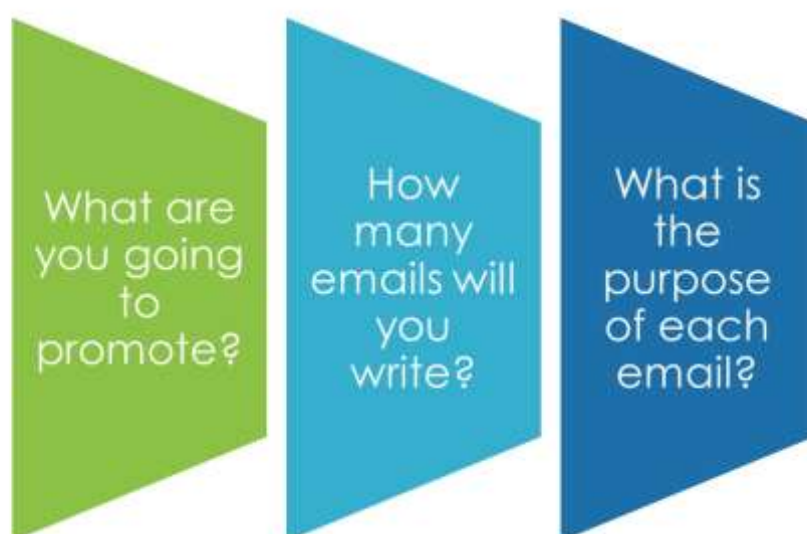 What are
you going
to
promote?
How
many
emails will
you
write?
What is
the
purpose
of each
email?